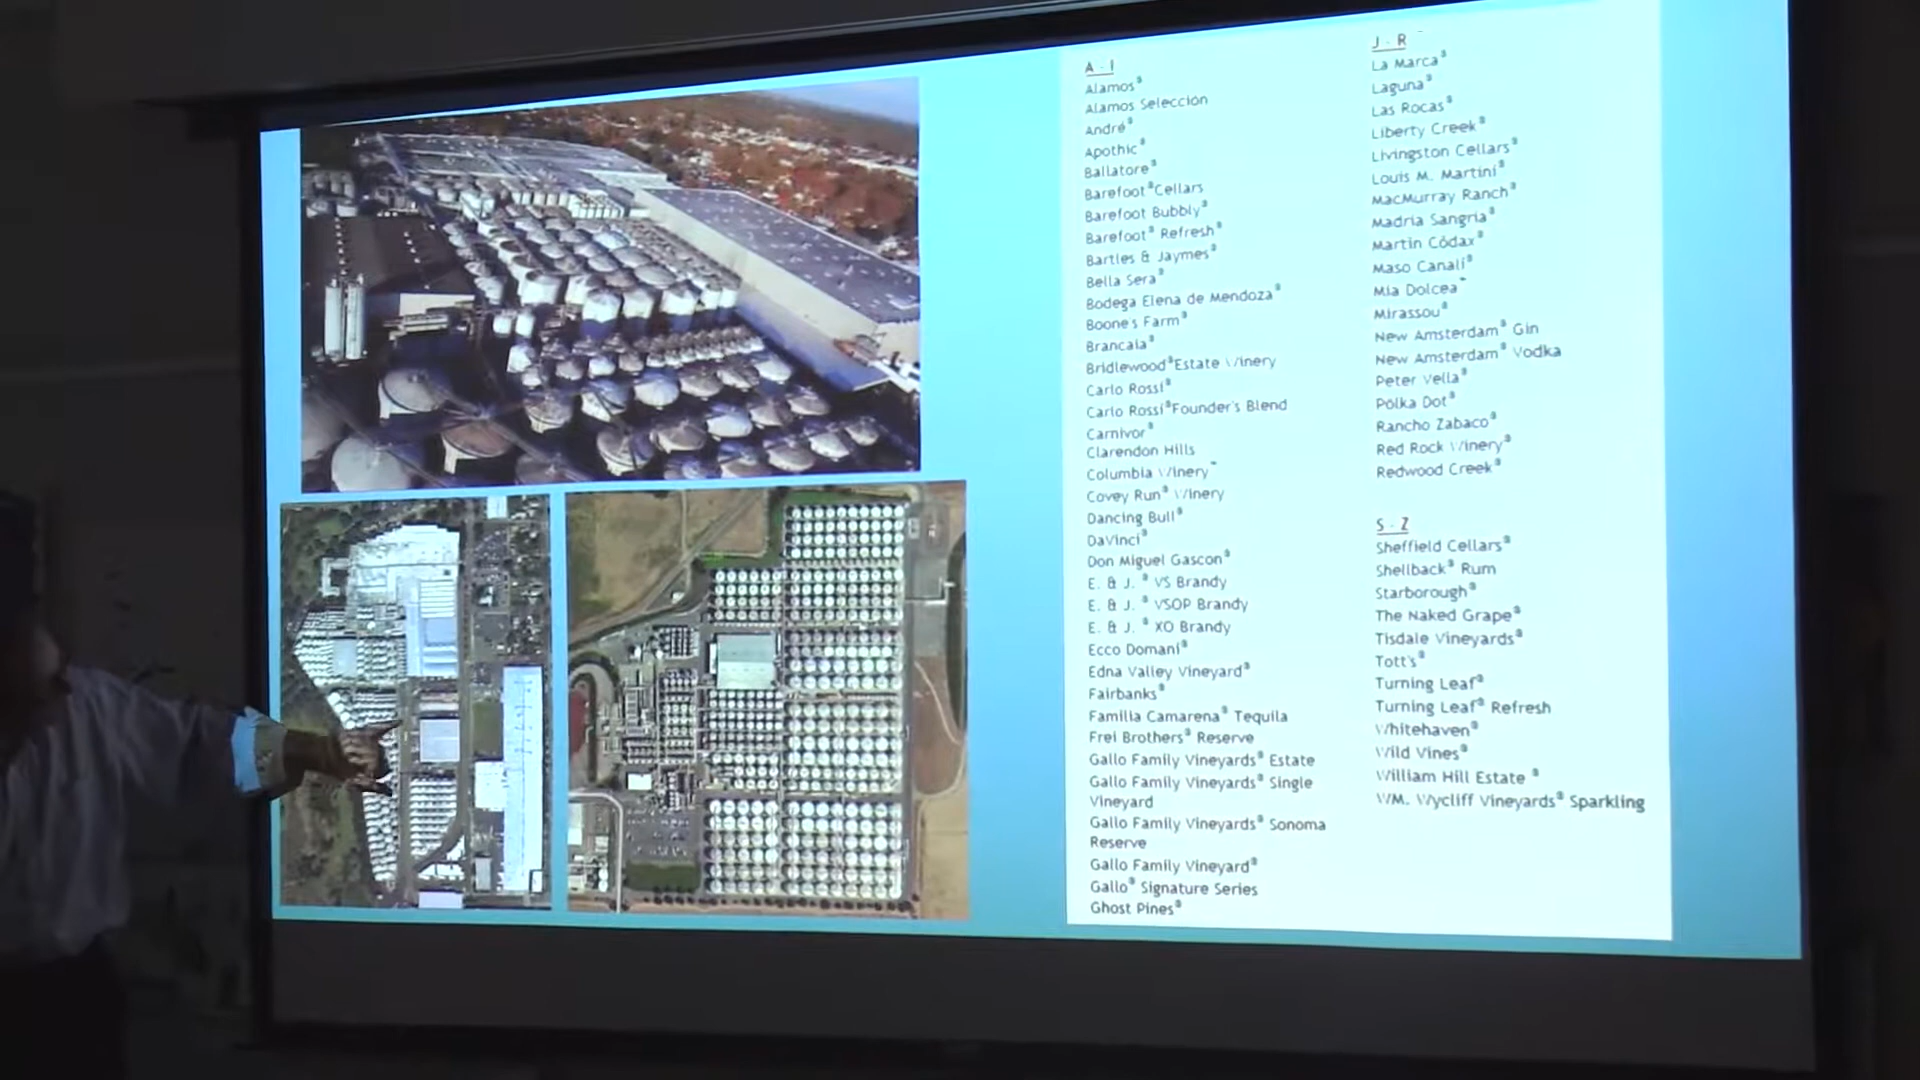 A - I
Alamos®
Alamos Selección
André®
Apothic®
Ballatore®
Barefoot®Cellars
Barefoot Bubbly®
Barefoot® Refresh®
Bartles & Jaymes®
Bella Sera®
Bodega Elena de Mendoza®
Boone's Farm®
Brancaia®
Bridlewood®Estate Winery
Carlo Rossi®
Carlo Rossi®Founder's Blend
Carnivor®
Clarendon Hills
Columbia Winery™
Covey Run® Winery
Dancing Bull®
DaVinci®
Don Miguel Gascon®
E. & J. ® VS Brandy
E. & J. ® VSOP Brandy
E. & J. ® XO Brandy
Ecco Domani®
Edna Valley Vineyard®
Fairbanks®
Familia Camarena® Tequila
Frei Brothers® Reserve
Gallo Family Vineyards® Estate
Gallo Family Vineyards® Single
Vineyard
Gallo Family Vineyards® Sonoma
Reserve
Gallo Family Vineyard®
Gallo® Signature Series
Ghost Pines®
J - R
La Marca®
Laguna®
Las Rocas®
Liberty Creek®
Livingston Cellars®
Louis M. Martini®
MacMurray Ranch®
Madria Sangria®
Martin Códax®
Maso Canali®
Mia Dolcea™
Mirassou®
New Amsterdam® Gin
New Amsterdam® Vodka
Peter Vella®
Polka Dot®
Rancho Zabaco®
Red Rock Winery®
Redwood Creek®
S - Z
Sheffield Cellars®
Shellback® Rum
Starborough®
The Naked Grape®
Tisdale Vineyards®
Tott's®
Turning Leaf®
Turning Leaf® Refresh
Whitehaven®
Wild Vines®
William Hill Estate ®
WM. Wycliff Vineyards® Sparkling